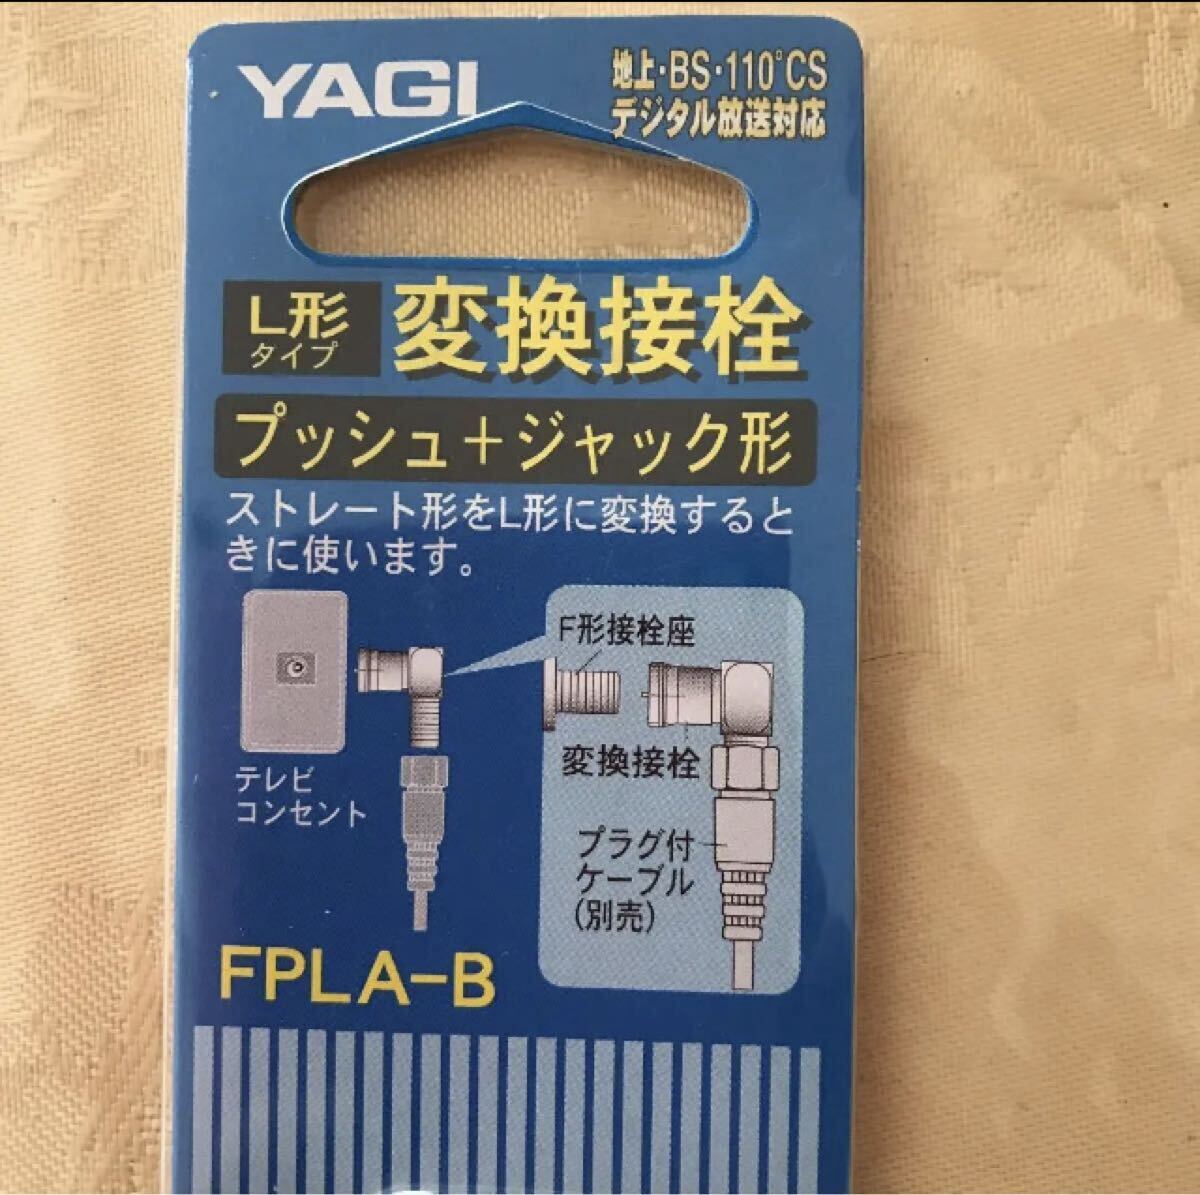 YAGI
地上・BS・110°CS
デジタル放送対応
L形
タイプ
変換接栓
プッシュ+ジャック形
ストレート形をL形に変換すると
きに使います。
F形接栓座
変換接栓
テレビ
コンセント
プラグ付
ケーブル
(別売)
FPLA-B